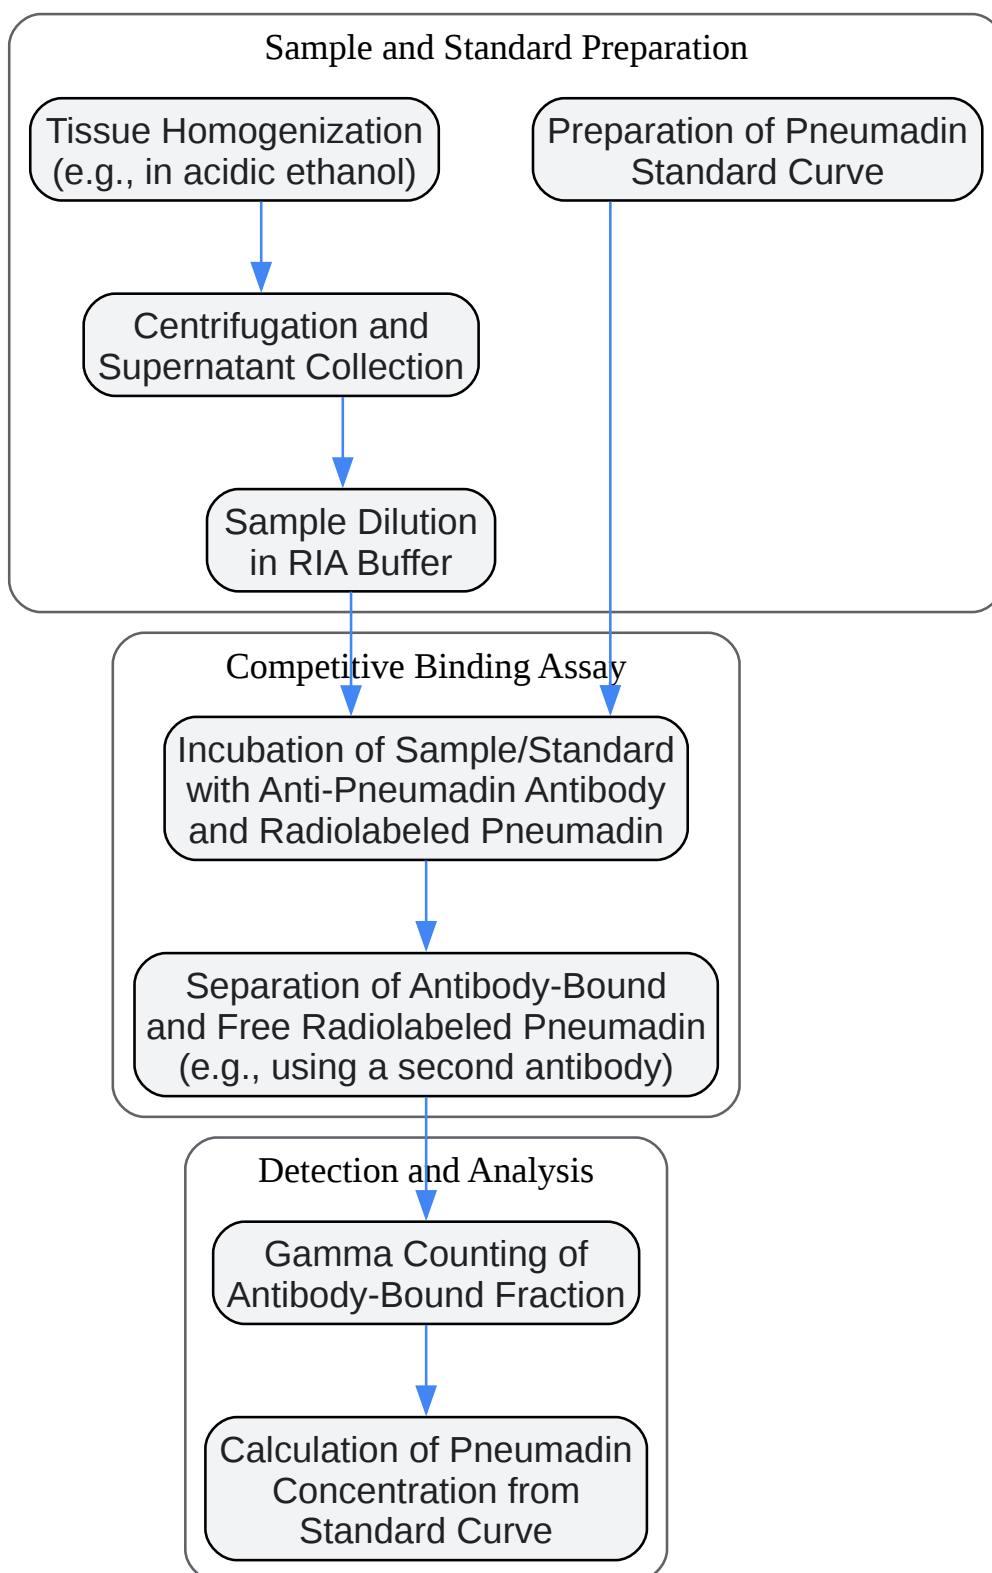 Sample and Standard Preparation
Tissue Homogenization
(e.g., in acidic ethanol)
Preparation of Pneumadin
Standard Curve
Centrifugation and
Supernatant Collection
Sample Dilution
in RIA Buffer
Competitive Binding Assay
Incubation of Sample/Standard
with Anti-Pneumadin Antibody
and Radiolabeled Pneumadin
Separation of Antibody-Bound
and Free Radiolabeled Pneumadin
(e.g., using a second antibody)
Detection and Analysis
Gamma Counting of
Antibody-Bound Fraction
Calculation of Pneumadin
Concentration from
Standard Curve